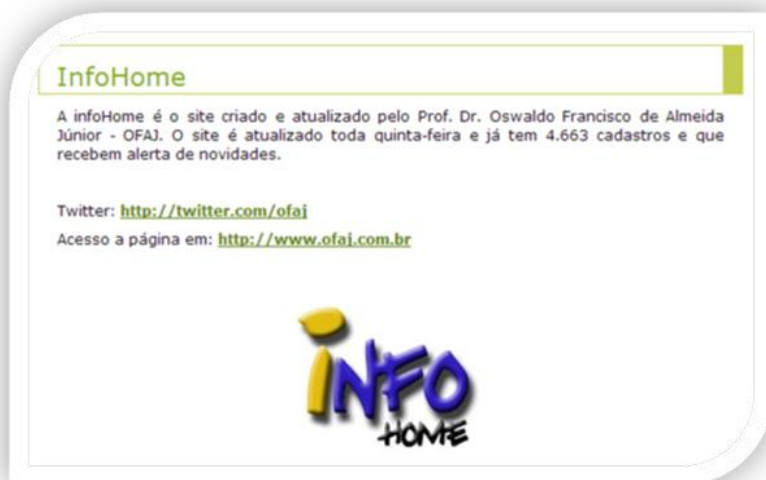 InfoHome
A infoHome é o site criado e atualizado pelo Prof. Dr. Oswaldo Francisco de Almeida
Júnior - OFAJ. O site é atualizado toda quinta-feira e já tem 4.663 cadastros e que
recebem alerta de novidades.
Twitter: http://twitter.com/ofaj
Acesso a página em: http://www.ofaj.com.br
iNFO
HOME